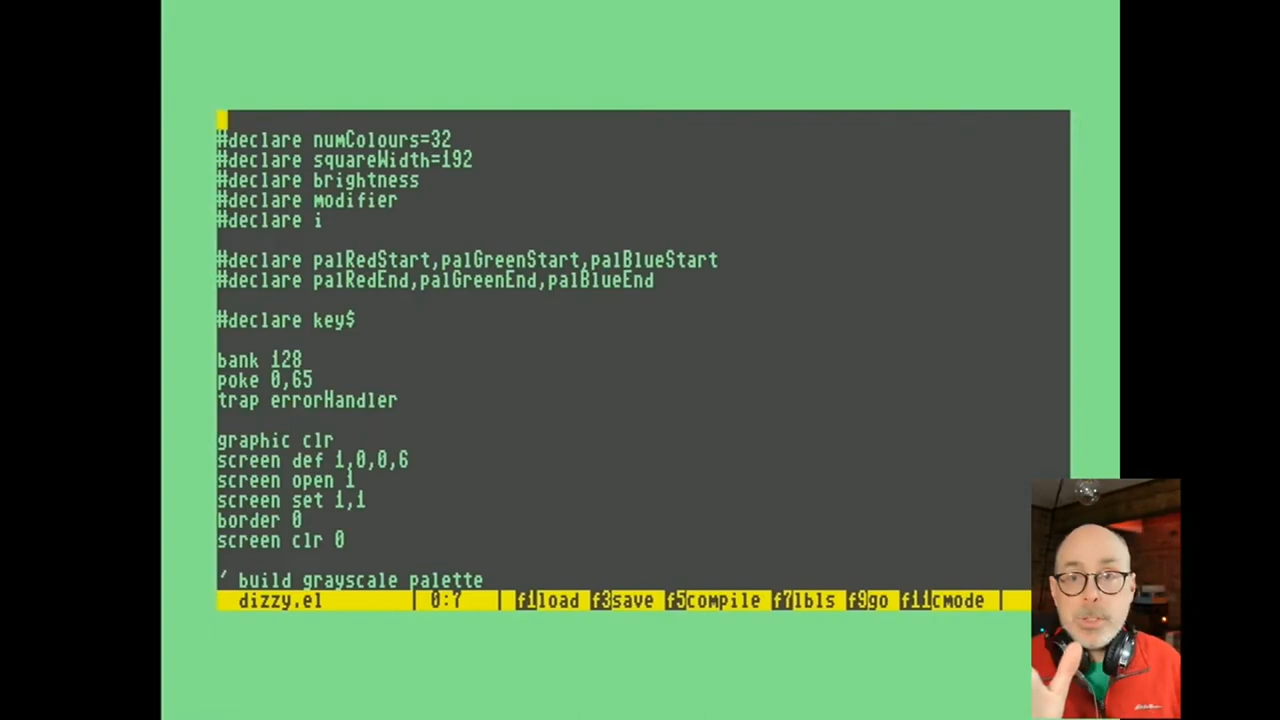 #declare numColours=32
#declare squareWidth=192
#declare brightness
#declare modifier
#declare i
#declare palRedStart,palGreenStart,palBlueStart
#declare palRedEnd,palGreenEnd,palBlueEnd
#declare key$
bank 128
poke 0,65
trap errorHandler
graphic clr
screen def 1,0,0,6
screen open 1
screen set 1,1
border 0
screen clr 0
' build grayscale palette
dizzy.el | 0:7 | f1load f3save f5compile f7lbls f9go f11cmode |